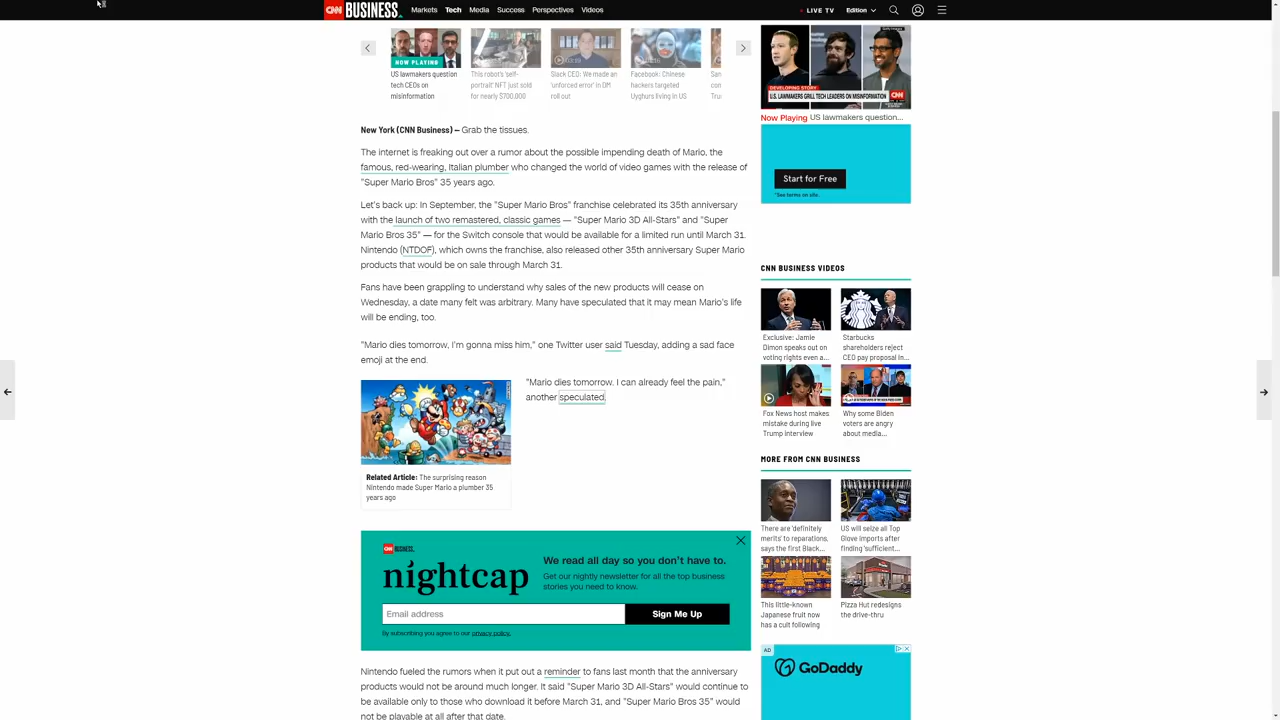 CNN BUSINESS
Markets Tech Media Success Perspectives Videos
LIVE TV Edition
NOW PLAYING
US lawmakers question
tech CEOs on
misinformation
This robot's 'self-
portrait' NFT just sold
for nearly $700,000
Slack CEO: We made an
'unforced error' in DM
roll out
Facebook: Chinese
hackers targeted
Uyghurs living in US
San
con
Tru
New York (CNN Business) — Grab the tissues.
The internet is freaking out over a rumor about the possible impending death of Mario, the
famous, red-wearing, Italian plumber who changed the world of video games with the release of
"Super Mario Bros" 35 years ago.
Let's back up: In September, the "Super Mario Bros" franchise celebrated its 35th anniversary
with the launch of two remastered, classic games — "Super Mario 3D All-Stars" and "Super
Mario Bros 35" — for the Switch console that would be available for a limited run until March 31.
Nintendo (NTDOF), which owns the franchise, also released other 35th anniversary Super Mario
products that would be on sale through March 31.
Fans have been grappling to understand why sales of the new products will cease on
Wednesday, a date many felt was arbitrary. Many have speculated that it may mean Mario's life
will be ending, too.
"Mario dies tomorrow, I'm gonna miss him," one Twitter user said Tuesday, adding a sad face
emoji at the end.
"Mario dies tomorrow. I can already feel the pain,"
another speculated.
Related Article: The surprising reason
Nintendo made Super Mario a plumber 35
years ago
CNN BUSINESS
nightcap
We read all day so you don't have to.
Get our nightly newsletter for all the top business
stories you need to know.
Email address
Sign Me Up
By subscribing you agree to our privacy policy.
Nintendo fueled the rumors when it put out a reminder to fans last month that the anniversary
products would not be around much longer. It said "Super Mario 3D All-Stars" would continue to
be available only to those who download it before March 31, and "Super Mario Bros 35" would
not be playable at all after that date.
DEVELOPING STORY
U.S. LAWMAKERS GRILL TECH LEADERS ON MISINFORMATION
CNN
Now Playing US lawmakers question...
Start for Free
*See terms on site.
CNN BUSINESS VIDEOS
Exclusive: Jamie
Dimon speaks out on
voting rights even a...
Starbucks
shareholders reject
CEO pay proposal in...
Fox News host makes
mistake during live
Trump interview
Why some Biden
voters are angry
about media...
MORE FROM CNN BUSINESS
There are 'definitely
merits' to reparations,
says the first Black...
US will seize all Top
Glove imports after
finding 'sufficient...
This little-known
Japanese fruit now
has a cult following
Pizza Hut redesigns
the drive-thru
AD
GoDaddy